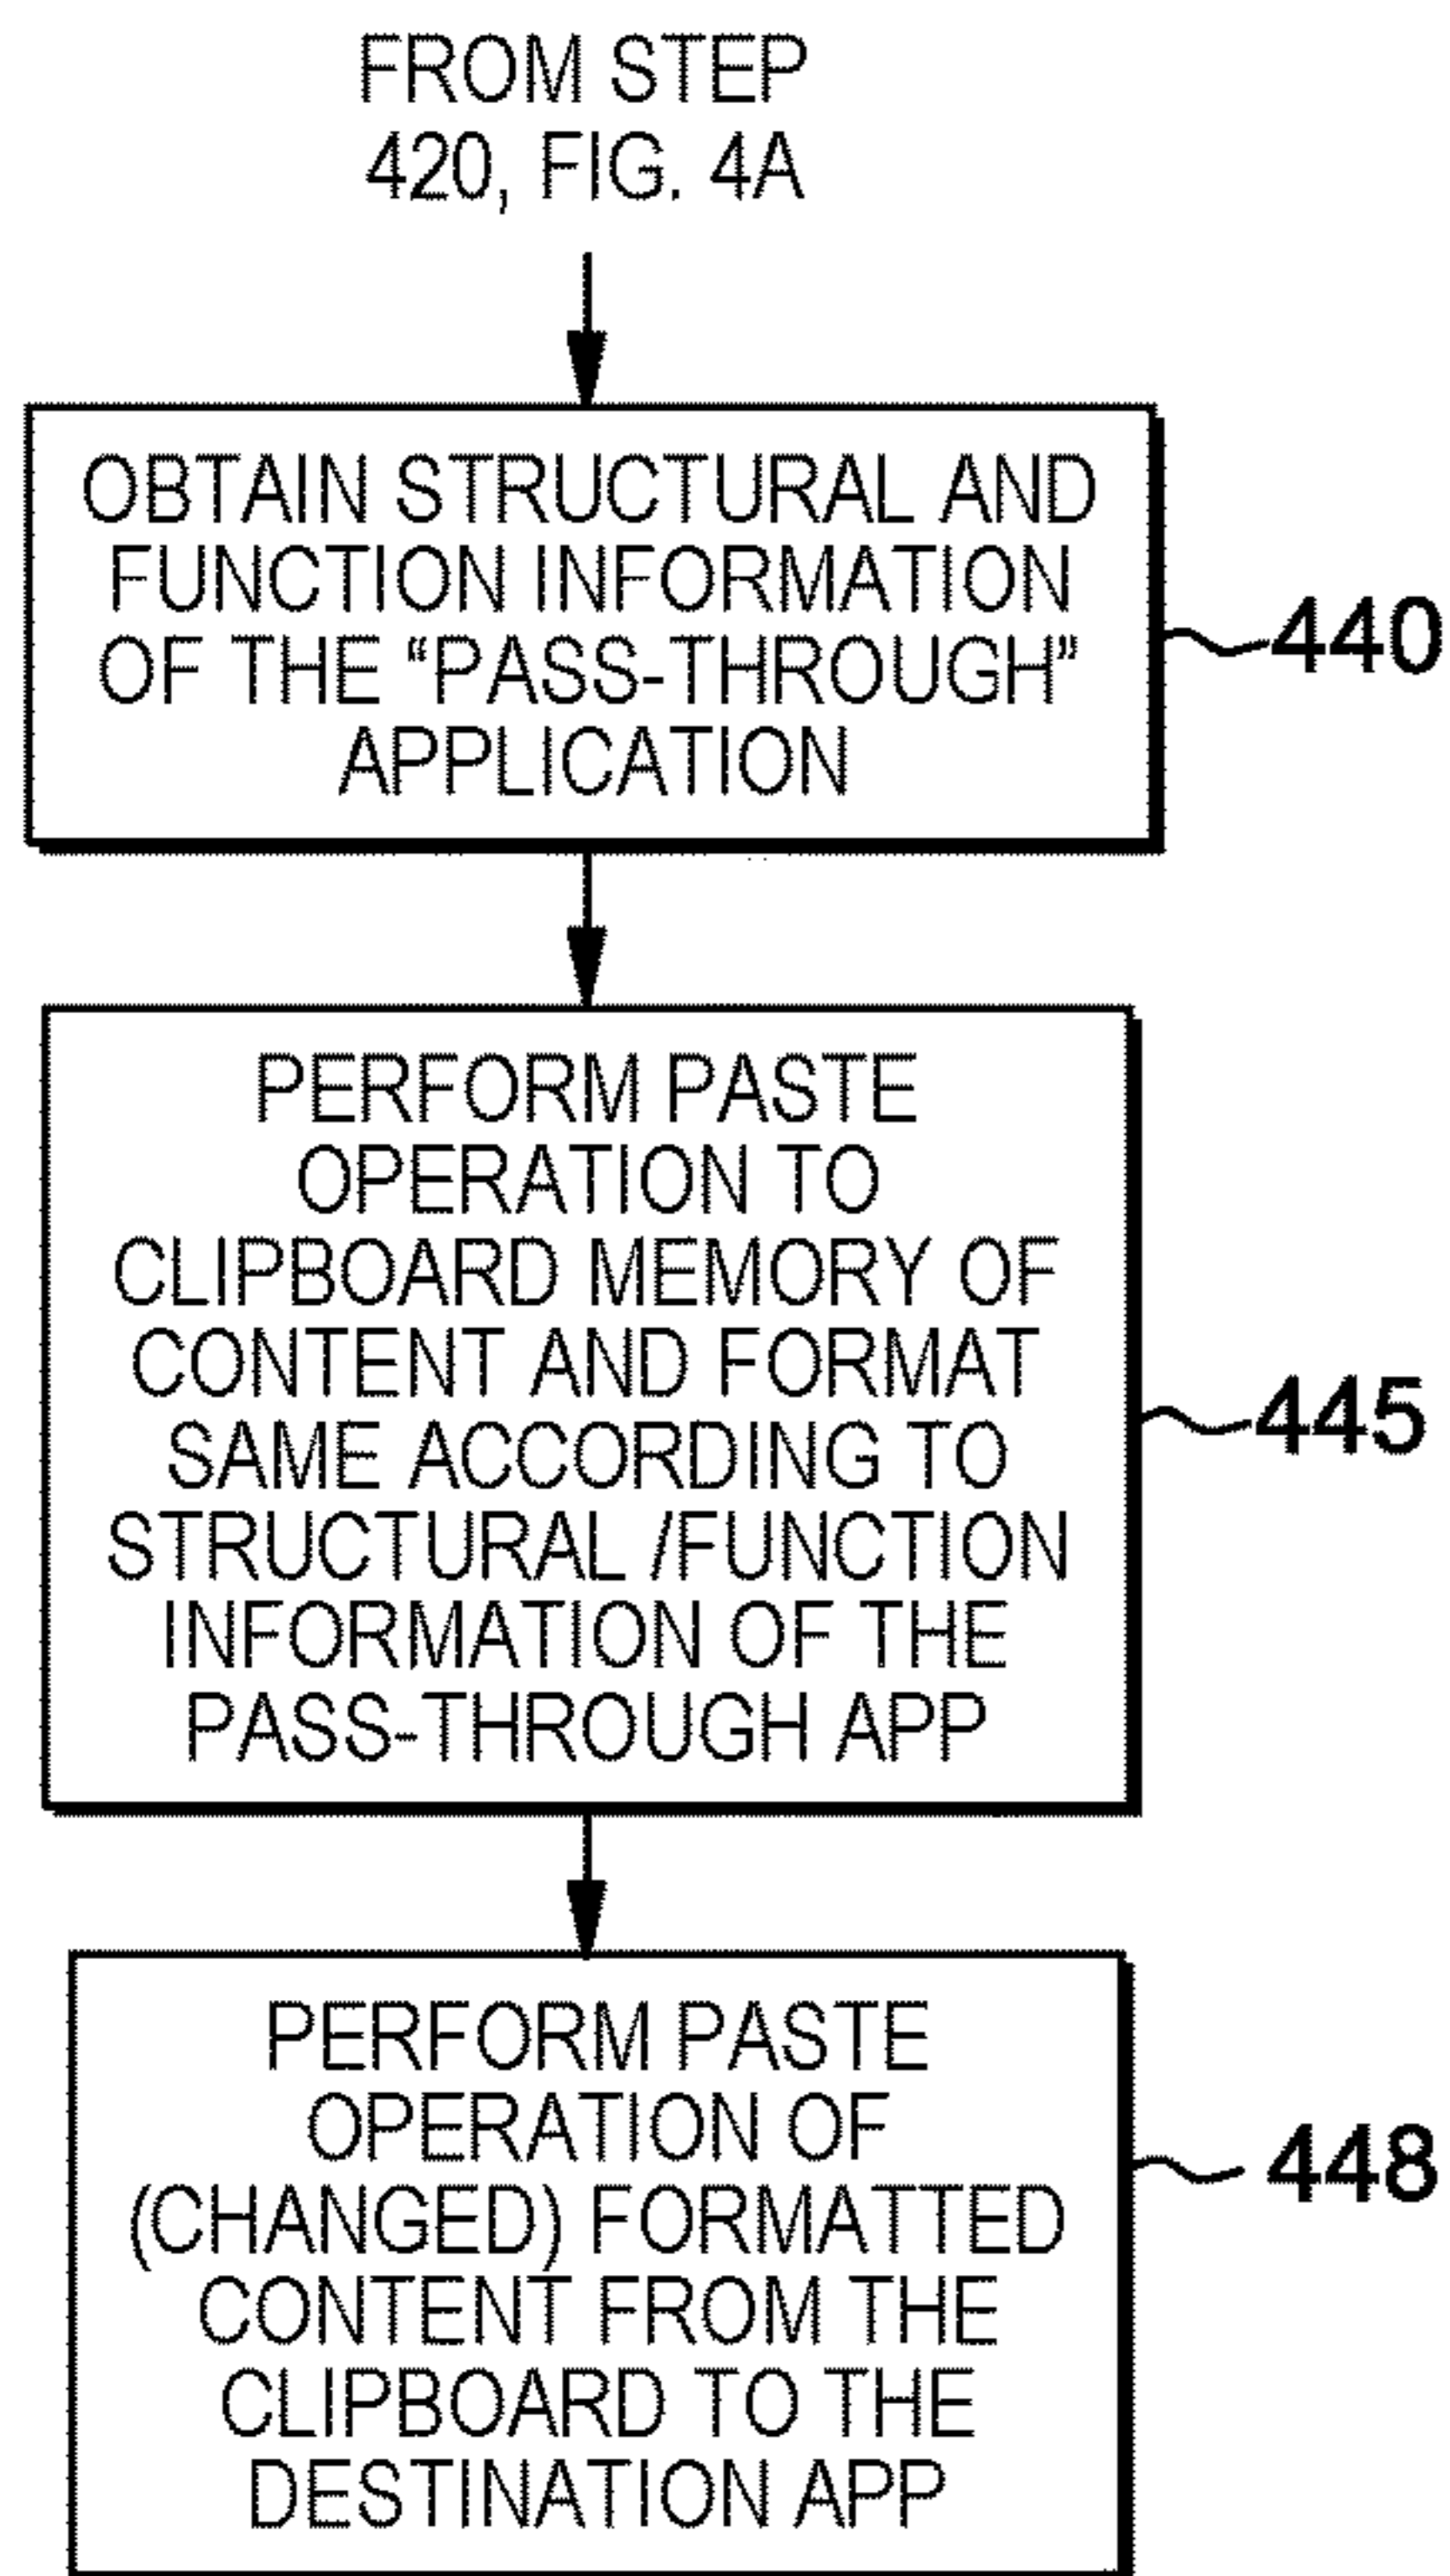 FROM STEP
420, FIG. 4A
OBTAIN STRUCTURAL AND
FUNCTION INFORMATION
OF THE “PASS-THROUGH”
APPLICATION
440
PERFORM PASTE
OPERATION TO
CLIPBOARD MEMORY OF
CONTENT AND FORMAT
SAME ACCORDING TO
STRUCTURAL /FUNCTION
INFORMATION OF THE
PASS-THROUGH APP
445
PERFORM PASTE
OPERATION OF
(CHANGED) FORMATTED
CONTENT FROM THE
CLIPBOARD TO THE
DESTINATION APP
448